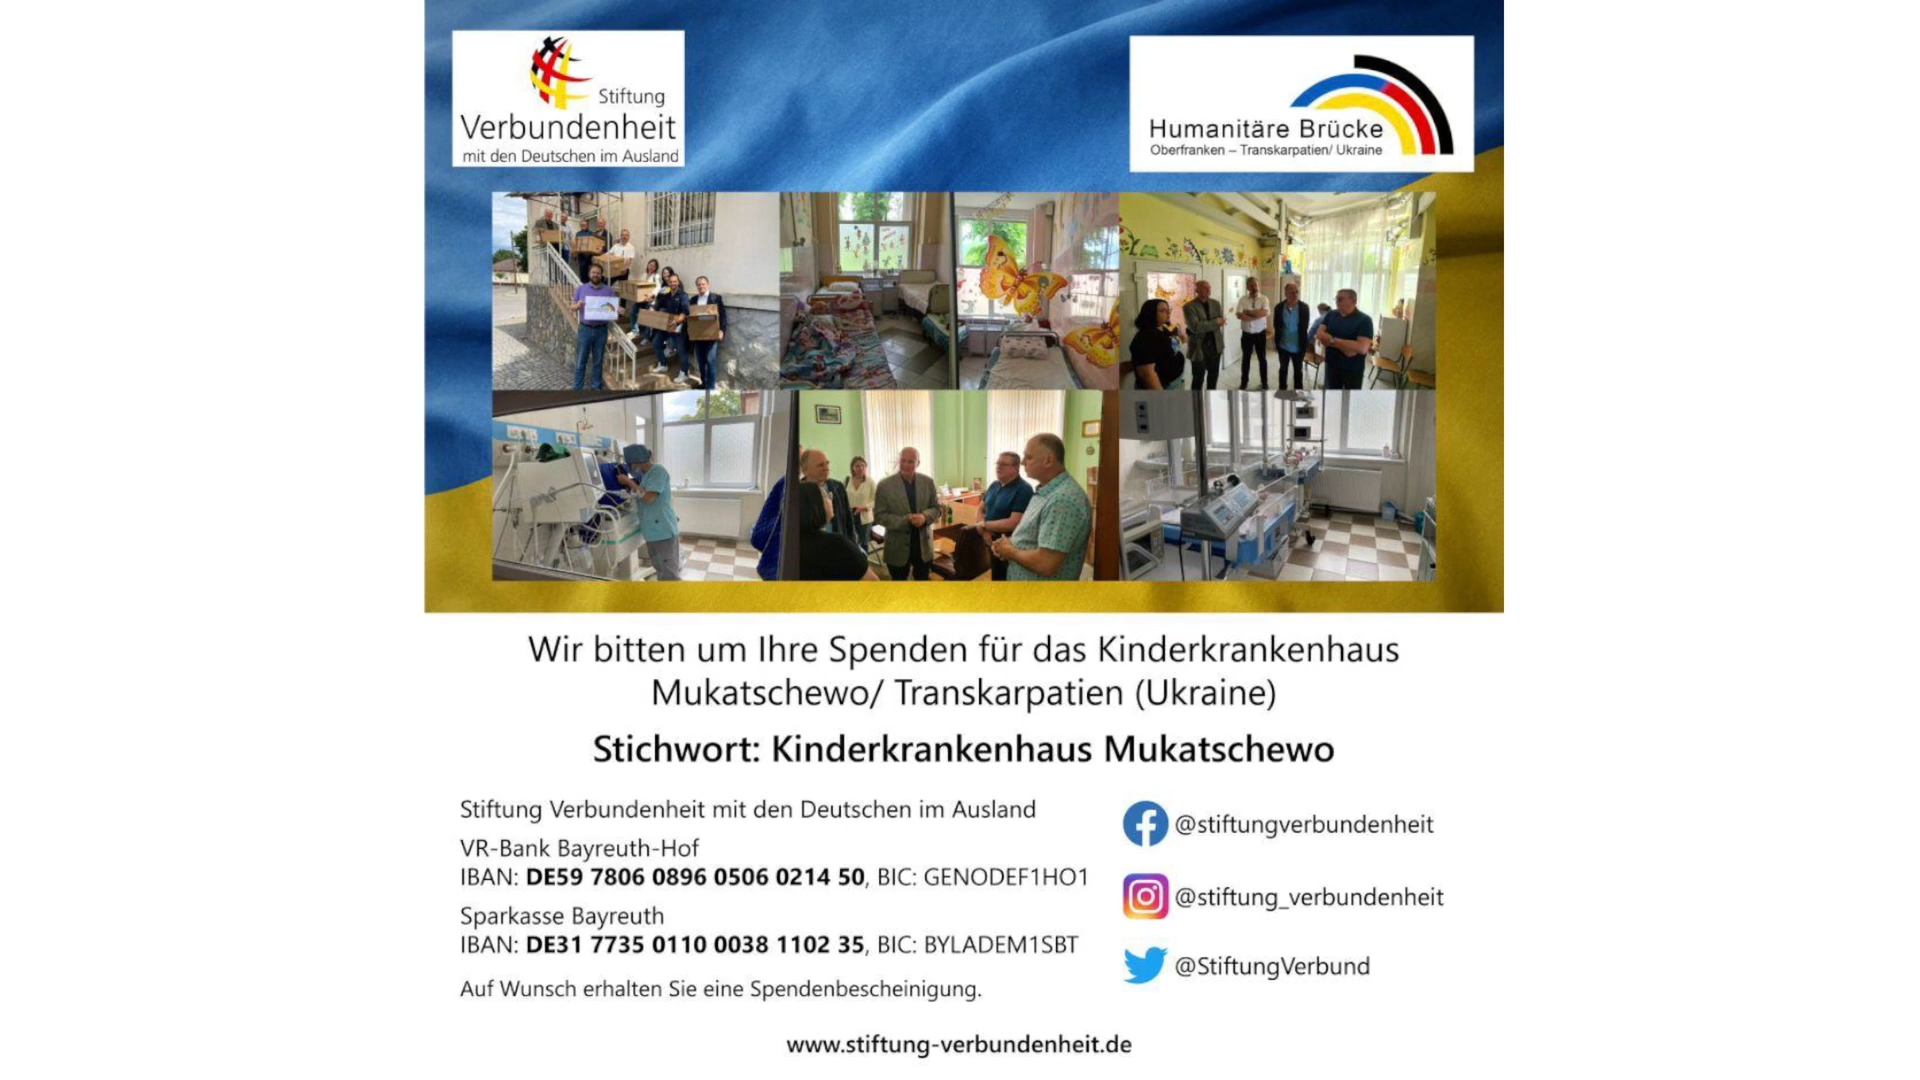 Stiftung
Verbundenheit
mit den Deutschen im Ausland
Humanitäre Brücke
Oberfranken – Transkarpatien/ Ukraine
Wir bitten um Ihre Spenden für das Kinderkrankenhaus
Mukatschewo/ Transkarpatien (Ukraine)
Stichwort: Kinderkrankenhaus Mukatschewo
Stiftung Verbundenheit mit den Deutschen im Ausland
VR-Bank Bayreuth-Hof
IBAN: DE59 7806 0896 0506 0214 50, BIC: GENODEF1HO1
Sparkasse Bayreuth
IBAN: DE31 7735 0110 0038 1102 35, BIC: BYLADEM1SBT
Auf Wunsch erhalten Sie eine Spendenbescheinigung.
@stiftungverbundenheit
@stiftung_verbundenheit
@StiftungVerbund
www.stiftung-verbundenheit.de